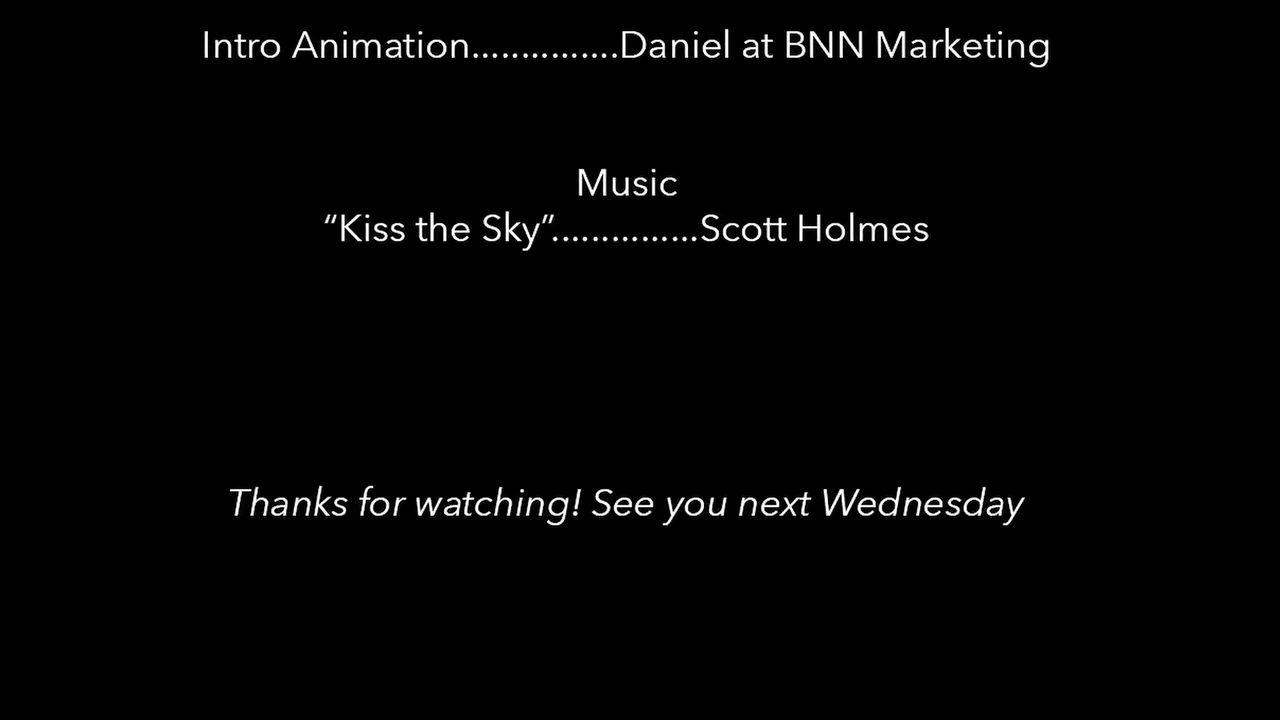 Intro Animation...............Daniel at BNN Marketing
Music
“Kiss the Sky”...............Scott Holmes
Thanks for watching! See you next Wednesday